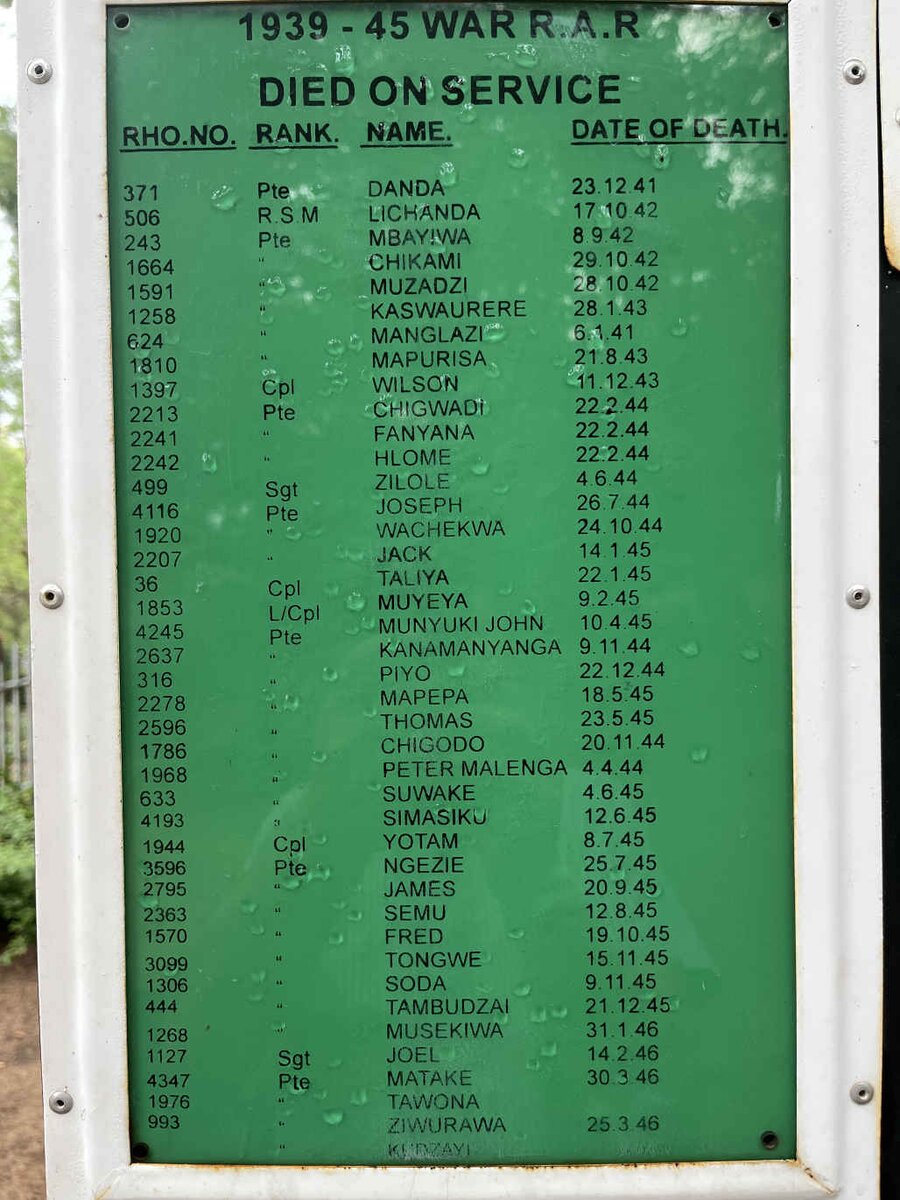 1939 - 45 WAR R.A.R
DIED ON SERVICE
RHO.NO. RANK. NAME. DATE OF DEATH.
371 Pte DANDA 23.12.41
506 R.S.M LICHANDA 17.10.42
243 Pte MBAYIWA 8.9.42
1664 " CHIKAMI 29.10.42
1591 " MUZADZI 28.10.42
1258 " KASWAURERE 28.1.43
624 " MANGLAZI 6.1.41
1810 " MAPURISA 21.8.43
1397 Cpl WILSON 11.12.43
2213 Pte CHIGWADI 22.2.44
2241 " FANYANA 22.2.44
2242 " HLOME 22.2.44
499 Sgt ZILOLE 4.6.44
4116 Pte JOSEPH 26.7.44
1920 " WACHEKWA 24.10.44
2207 " JACK 14.1.45
36 Cpl TALIYA 22.1.45
1853 L/Cpl MUYEYA 9.2.45
4245 Pte MUNYUKI JOHN 10.4.45
2637 " KANAMANYANGA 9.11.44
316 " PIYO 22.12.44
2278 " MAPEPA 18.5.45
2596 " THOMAS 23.5.45
1786 " CHIGODO 20.11.44
1968 " PETER MALENGA 4.4.44
633 " SUWAKE 4.6.45
4193 " SIMASIKU 12.6.45
1944 Cpl YOTAM 8.7.45
3596 Pte NGEZIE 25.7.45
2795 " JAMES 20.9.45
2363 " SEMU 12.8.45
1570 " FRED 19.10.45
3099 " TONGWE 15.11.45
1306 " SODA 9.11.45
444 " TAMBUDZAI 21.12.45
1268 " MUSEKIWA 31.1.46
1127 Sgt JOEL 14.2.46
4347 Pte MATAKE 30.3.46
1976 " TAWONA
993 " ZIWURAWA 25.3.46
" KUDZAYI